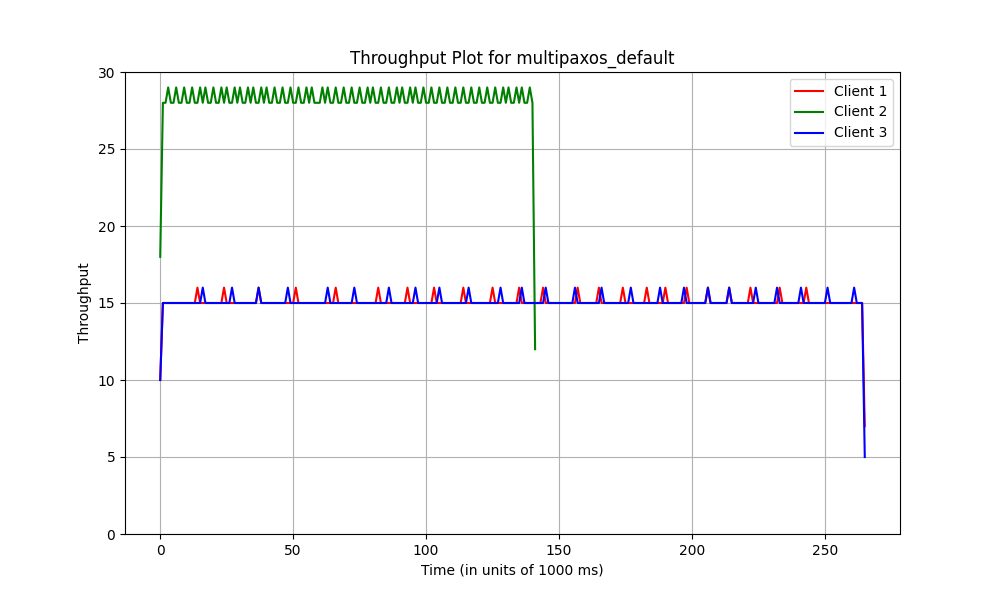 Throughput Plot for multipaxos_default
Client 1
Client 2
Client 3
30
25
20
15
10
5
0
Throughput
0 50 100 150 200 250
Time (in units of 1000 ms)